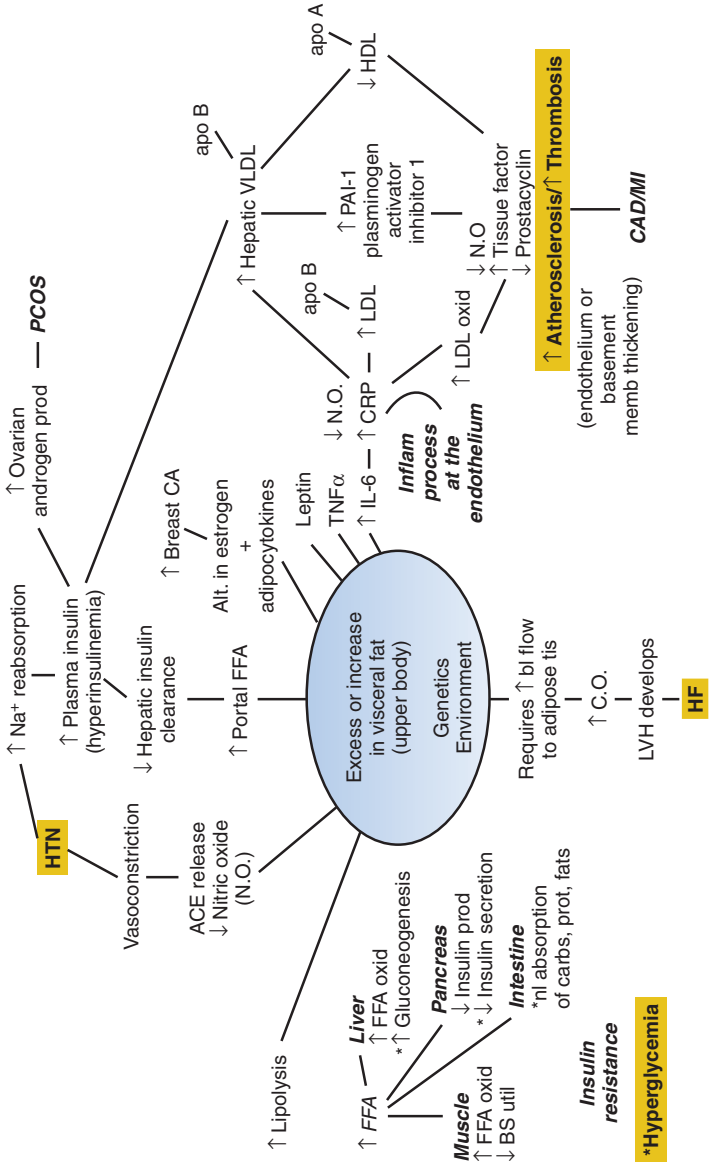 ↑ Lipolysis
↑ FFA
Liver
↑ FFA oxid
*↑ Gluconeogenesis
Muscle
↑ FFA oxid
↓ BS util
Pancreas
↓ Insulin prod
*↓ Insulin secretion
Intestine
*nl absorption
of carbs, prot, fats
Insulin
resistance
*Hyperglycemia
HTN
Vasoconstriction
ACE release
↓ Nitric oxide
(N.O.)
↑ Na⁺ reabsorption
↑ Plasma insulin
(hyperinsulinemia)
↓ Hepatic insulin
clearance
↑ Portal FFA
Excess or increase
in visceral fat
(upper body)
Genetics
Environment
Requires ↑ bl flow
to adipose tis
↑ C.O.
LVH develops
HF
↑ Ovarian
androgen prod
PCOS
↑ Breast CA
Alt. in estrogen
+
adipocytokines
Leptin
TNFα
↑ IL-6
↓ N.O.
↑ CRP
Inflam
process
at the
endothelium
apo B
↑ LDL
↑ LDL oxid
apo B
↑ Hepatic VLDL
↑ PAI-1
plasminogen
activator
inhibitor 1
apo A
↓ HDL
↓ N.O
↑ Tissue factor
↓ Prostacyclin
↑ Atherosclerosis/↑ Thrombosis
(endothelium or
basement
memb thickening)
CAD/MI